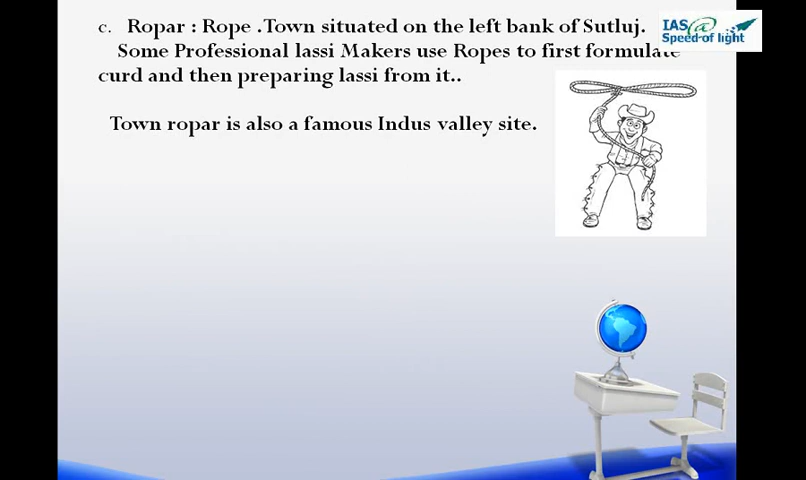 IAS@
Speed of light
c. Ropar : Rope .Town situated on the left bank of Sutluj.
Some Professional lassi Makers use Ropes to first formulate
curd and then preparing lassi from it..
Town ropar is also a famous Indus valley site.